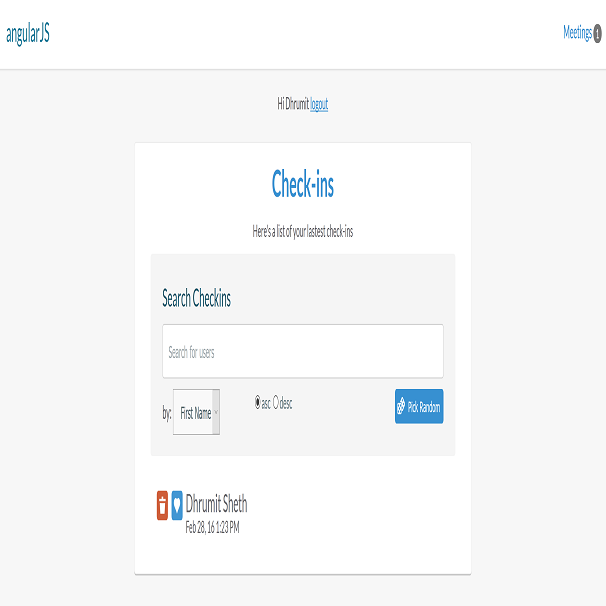 angularJS
Meetings 1
Hi Dhrumit logout
Check-ins
Here's a list of your lastest check-ins
Search Checkins
Search for users
by: First Name asc desc Pick Random
Dhrumit Sheth
Feb 28, 16 1:23 PM